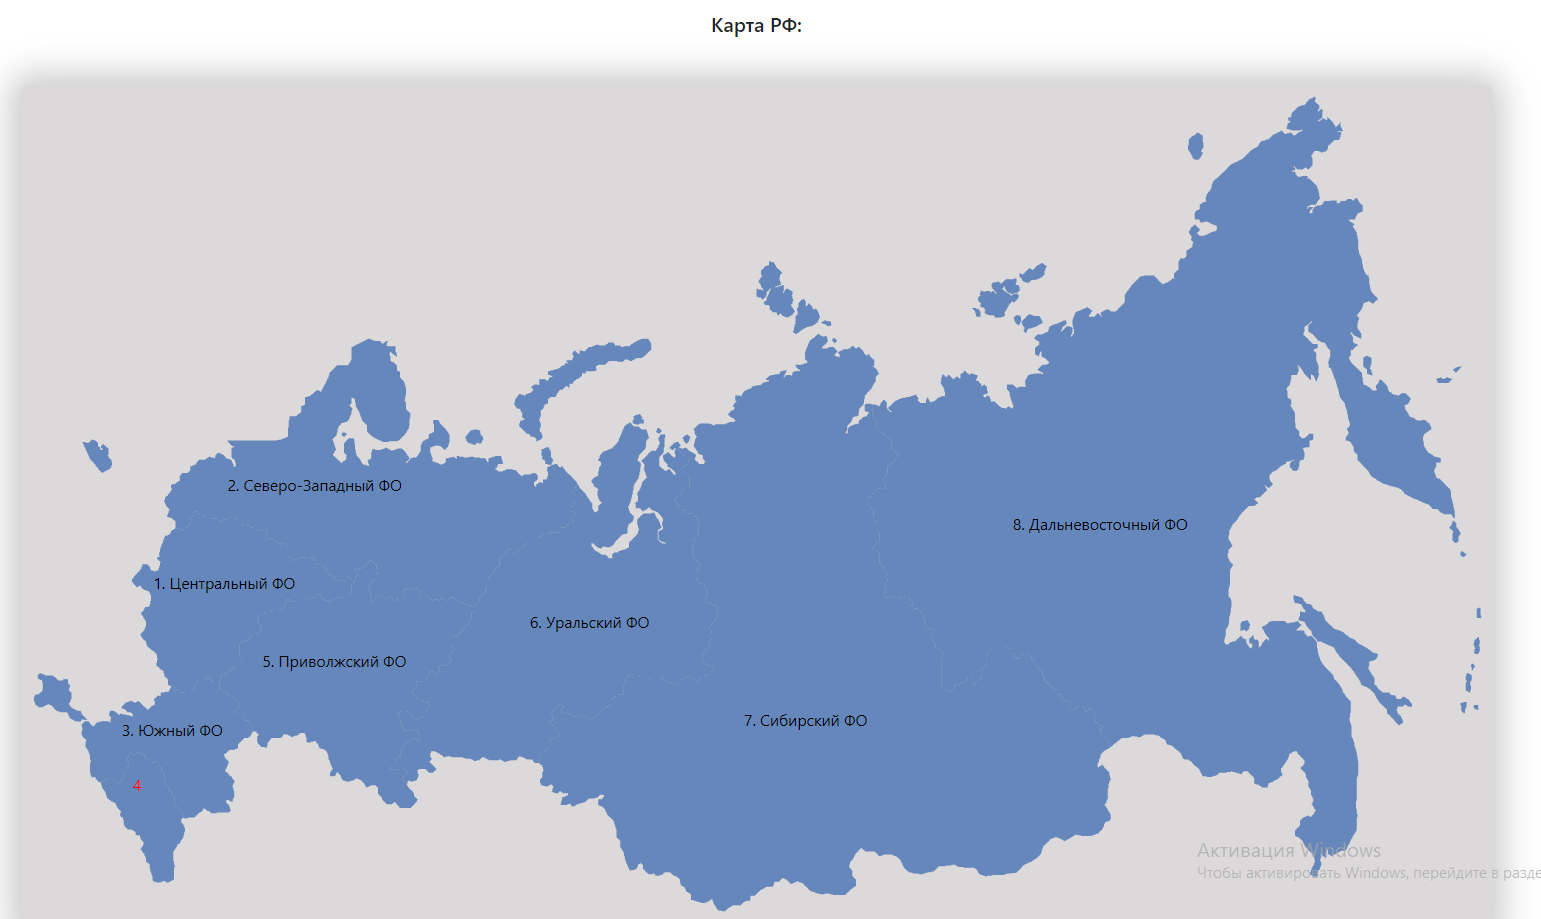 Карта РФ:
2. Северо-Западный ФО
8. Дальневосточный ФО
1. Центральный ФО
6. Уральский ФО
5. Приволжский ФО
7. Сибирский ФО
3. Южный ФО
4
Активация Windows
Чтобы активировать Windows, перейдите в разде